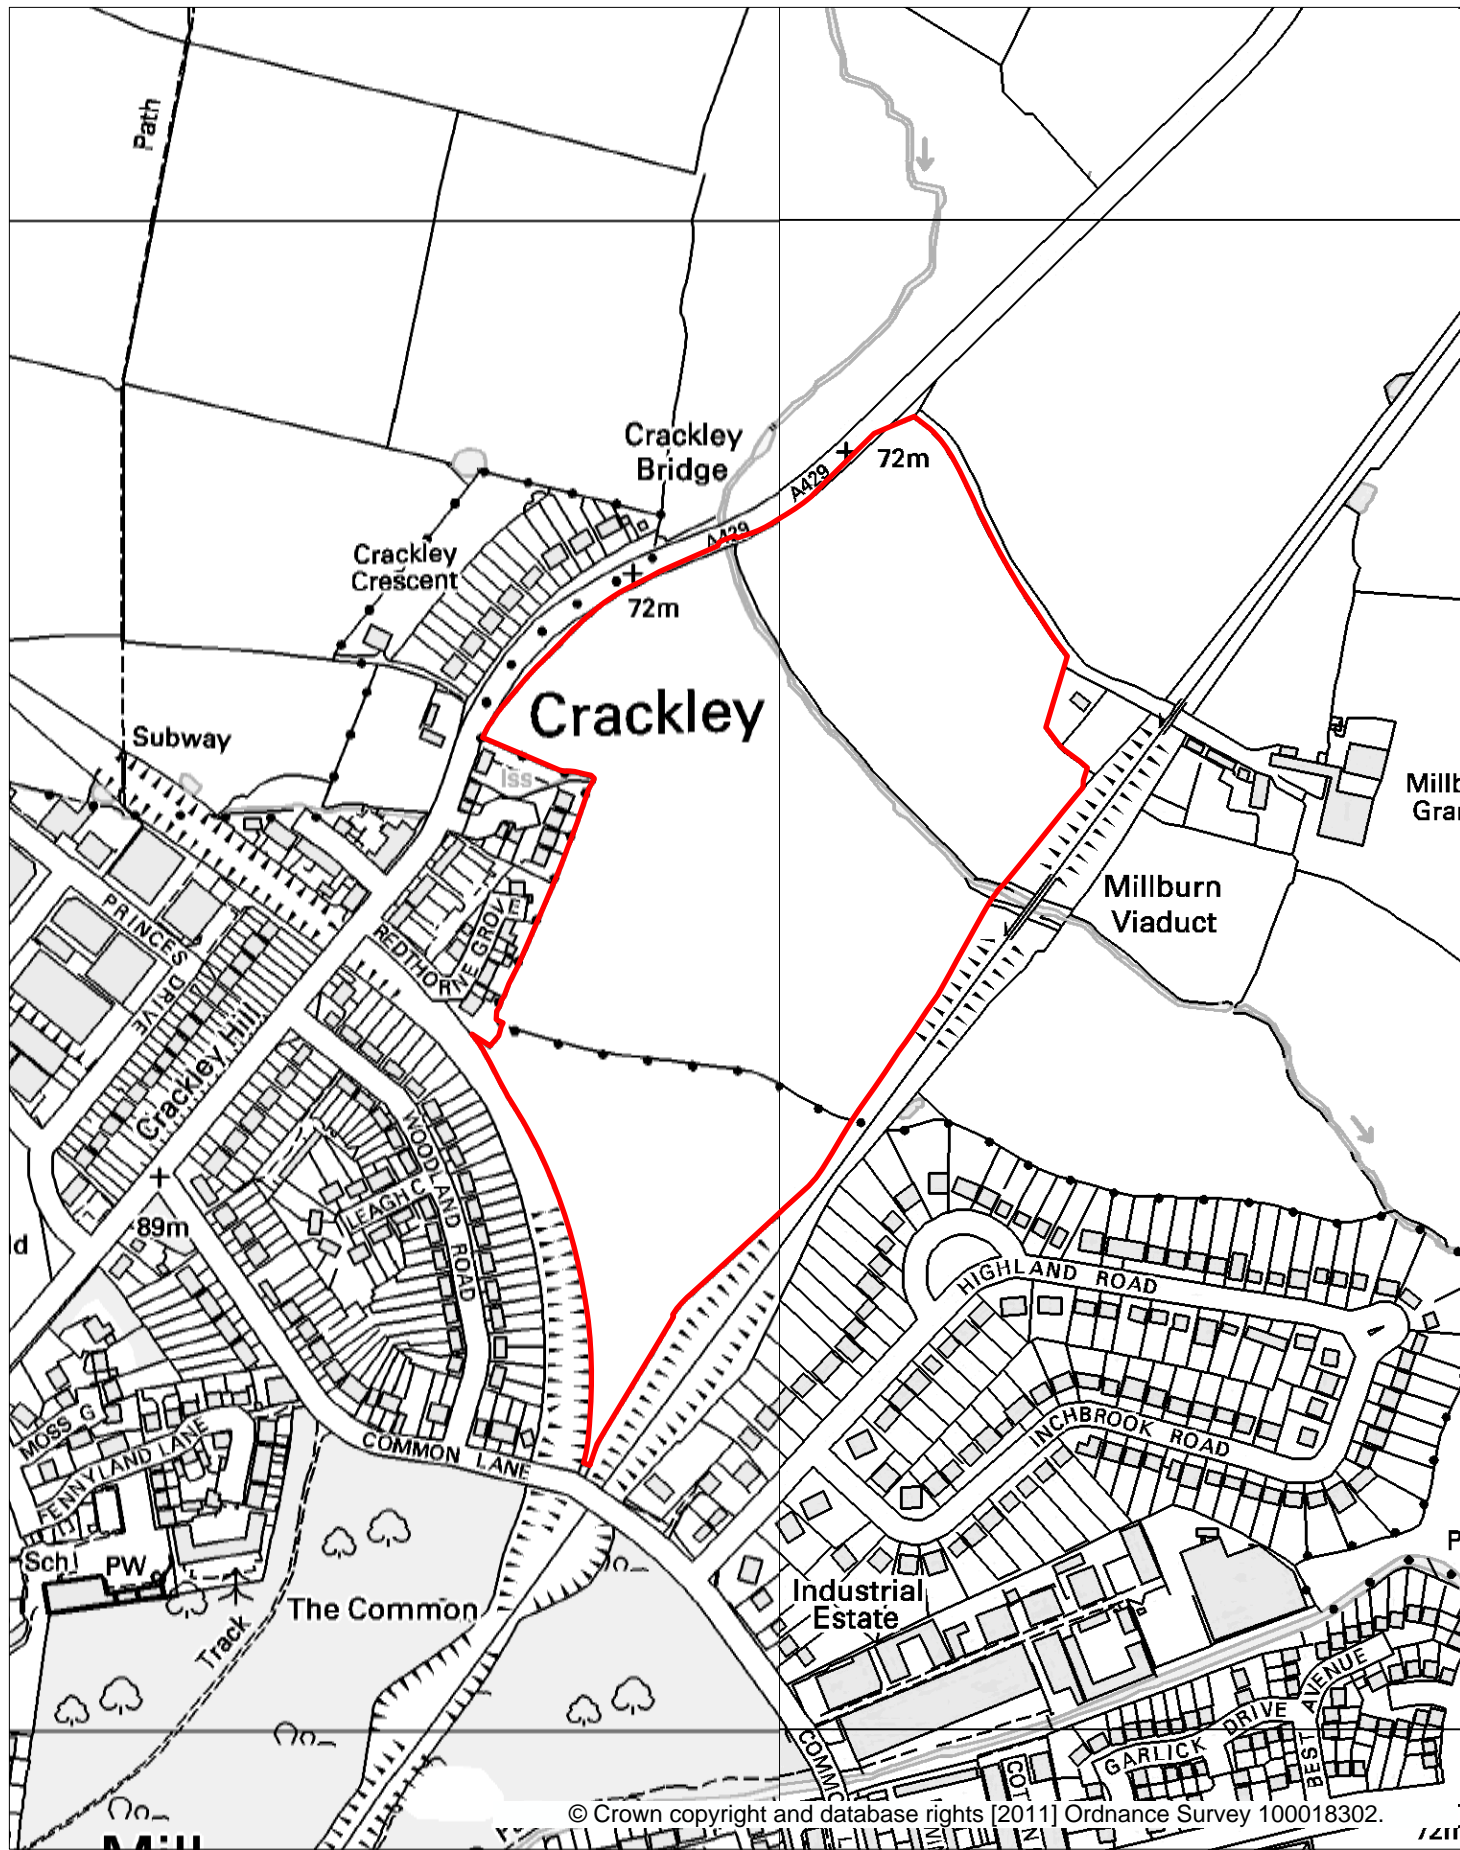 Path
Crackley
Bridge
A429
72m
A429
Crackley
Crescent
72m
Crackley
Subway
Iss
Millburn
Viaduct
PRINCES DRIVE
REDTHORNE GROVE
Crackley Hill
WOODLAND ROAD
LEAGH C
89m
HIGHLAND ROAD
MOSS G
FENNYLAND LANE
COMMON LANE
INCHBROOK ROAD
Sch
PW
The Common
Track
Industrial
Estate
GARLICK DRIVE
BEST AVENUE
© Crown copyright and database rights [2011] Ordnance Survey 100018302.